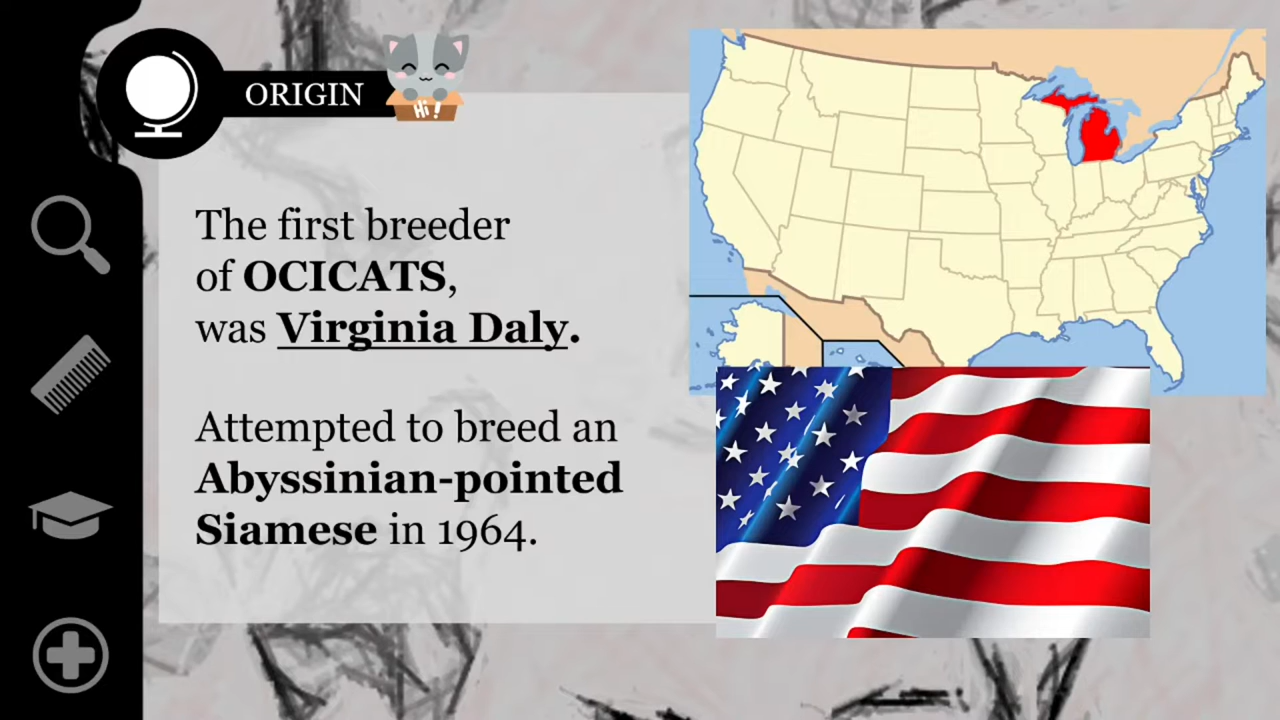 ORIGIN
Hi !
The first breeder
of OCICATS,
was Virginia Daly.
Attempted to breed an
Abyssinian-pointed
Siamese in 1964.